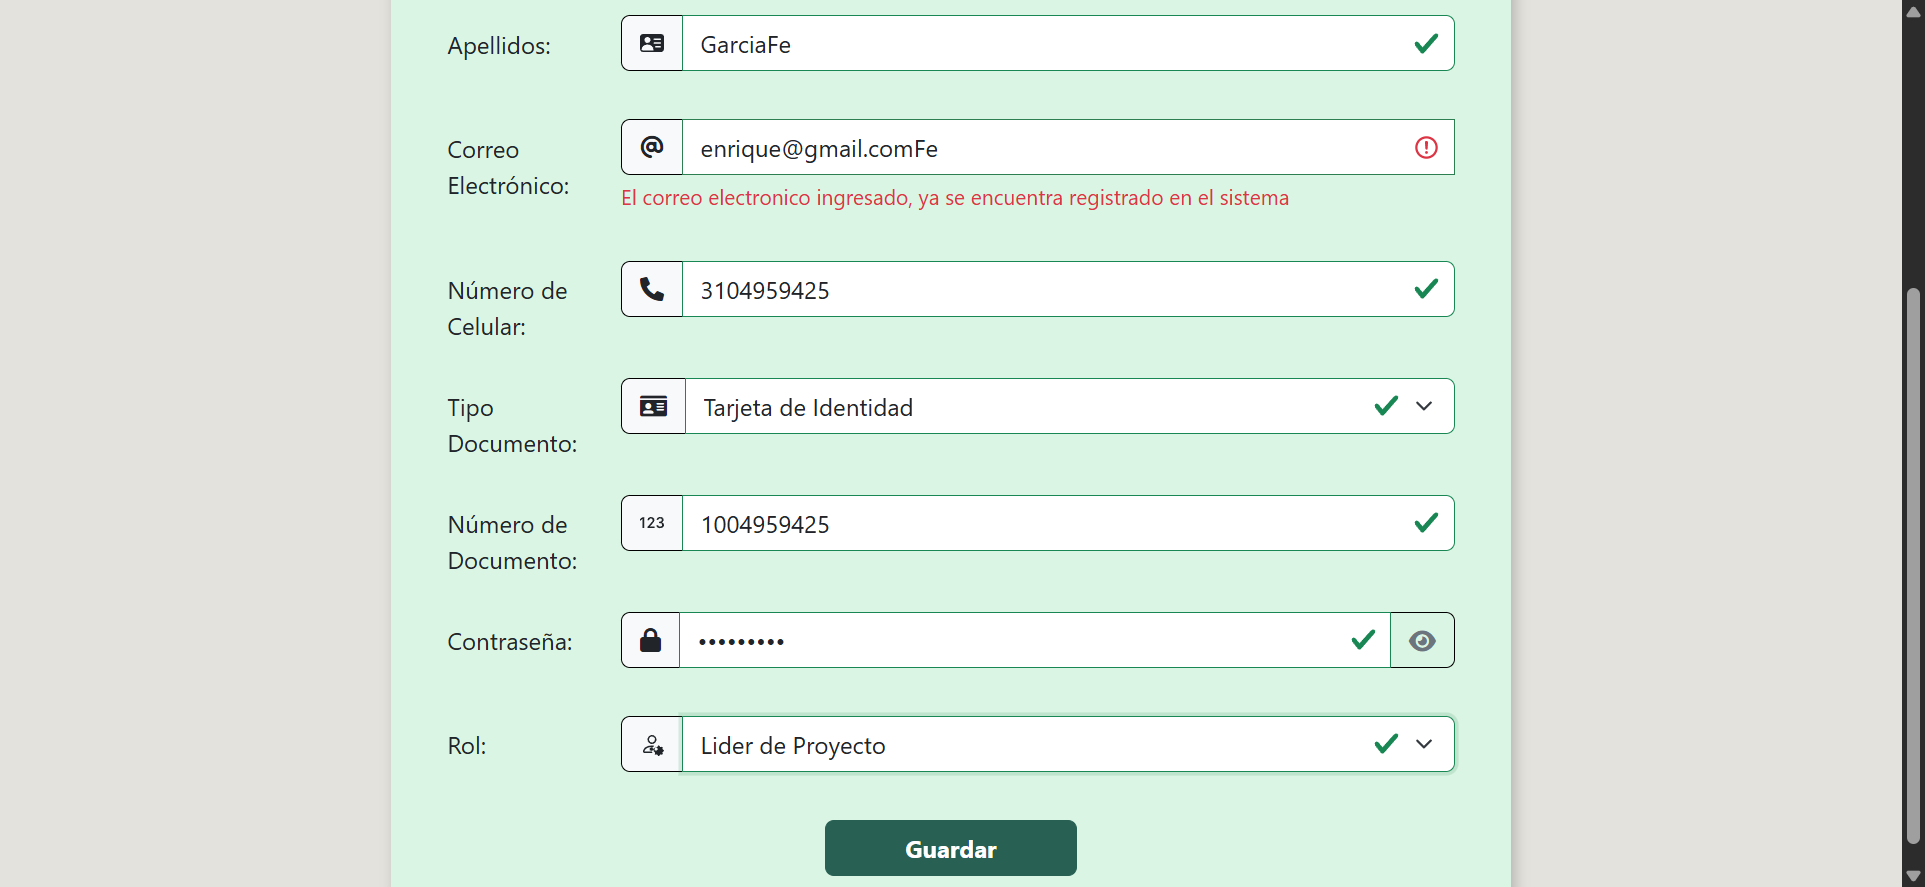 Apellidos:
GarciaFe
Correo
Electrónico:
enrique@gmail.comFe
El correo electronico ingresado, ya se encuentra registrado en el sistema
Número de
Celular:
3104959425
Tipo
Documento:
Tarjeta de Identidad
Número de
Documento:
123
1004959425
Contraseña:
•••••••••
Rol:
Lider de Proyecto
Guardar